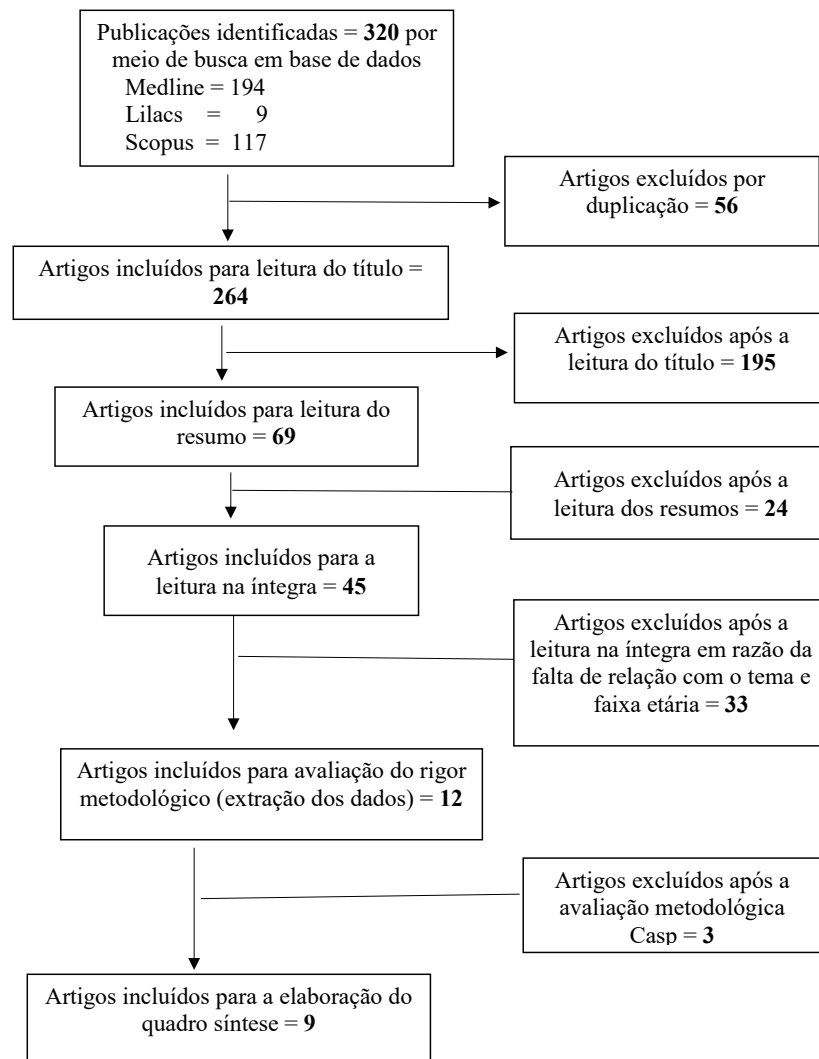 Publicações identificadas = 320 por
meio de busca em base de dados
Medline = 194
Lilacs = 9
Scopus = 117
Artigos excluídos por
duplicação = 56
Artigos incluídos para leitura do título =
264
Artigos excluídos após a
leitura do título = 195
Artigos incluídos para leitura do
resumo = 69
Artigos excluídos após a
leitura dos resumos = 24
Artigos incluídos para a
leitura na íntegra = 45
Artigos excluídos após a
leitura na íntegra em razão da
falta de relação com o tema e
faixa etária = 33
Artigos incluídos para avaliação do rigor
metodológico (extração dos dados) = 12
Artigos excluídos após a
avaliação metodológica
Casp = 3
Artigos incluídos para a elaboração do
quadro síntese = 9